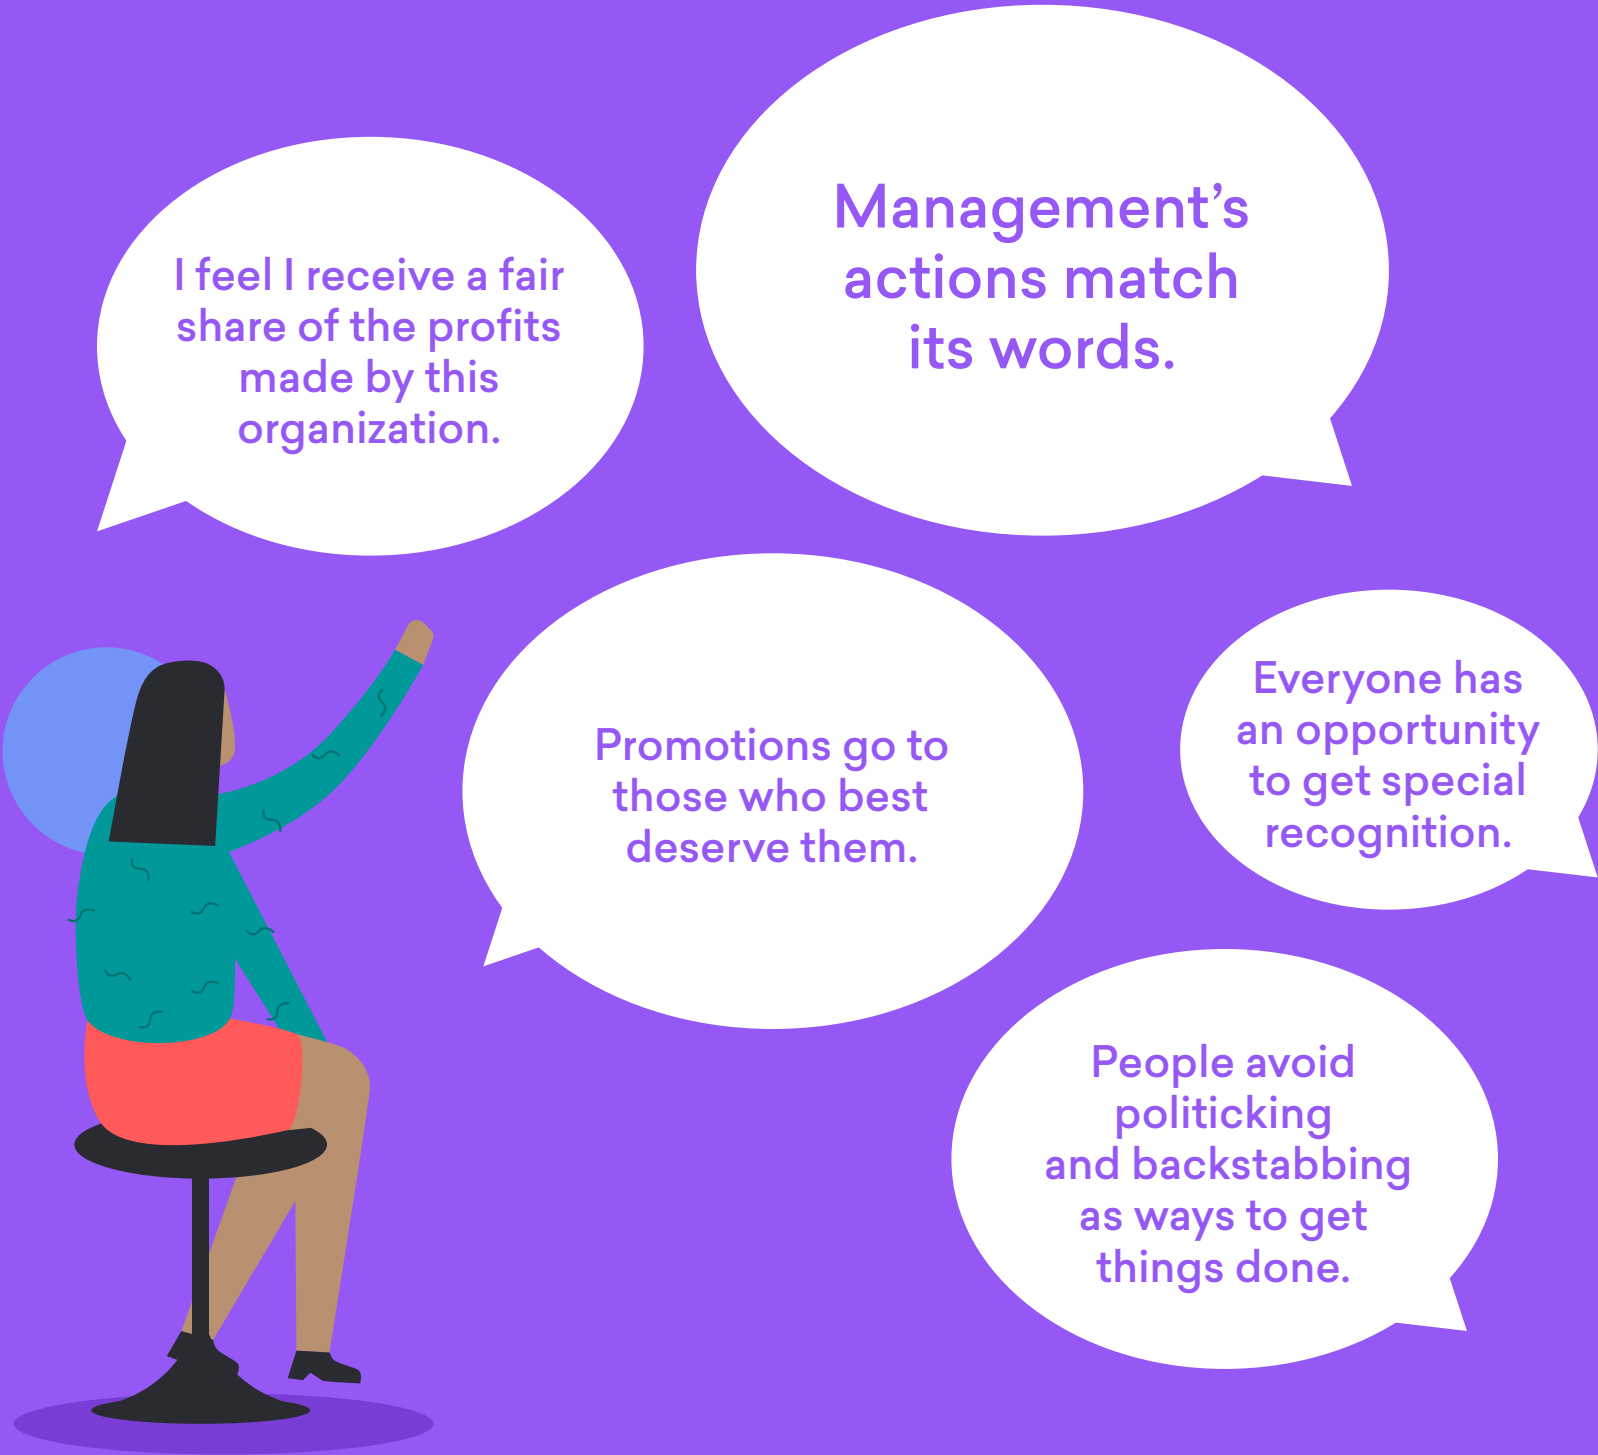 I feel I receive a fair
share of the profits
made by this
organization.
Management’s
actions match
its words.
Promotions go to
those who best
deserve them.
Everyone has
an opportunity
to get special
recognition.
People avoid
politicking
and backstabbing
as ways to get
things done.